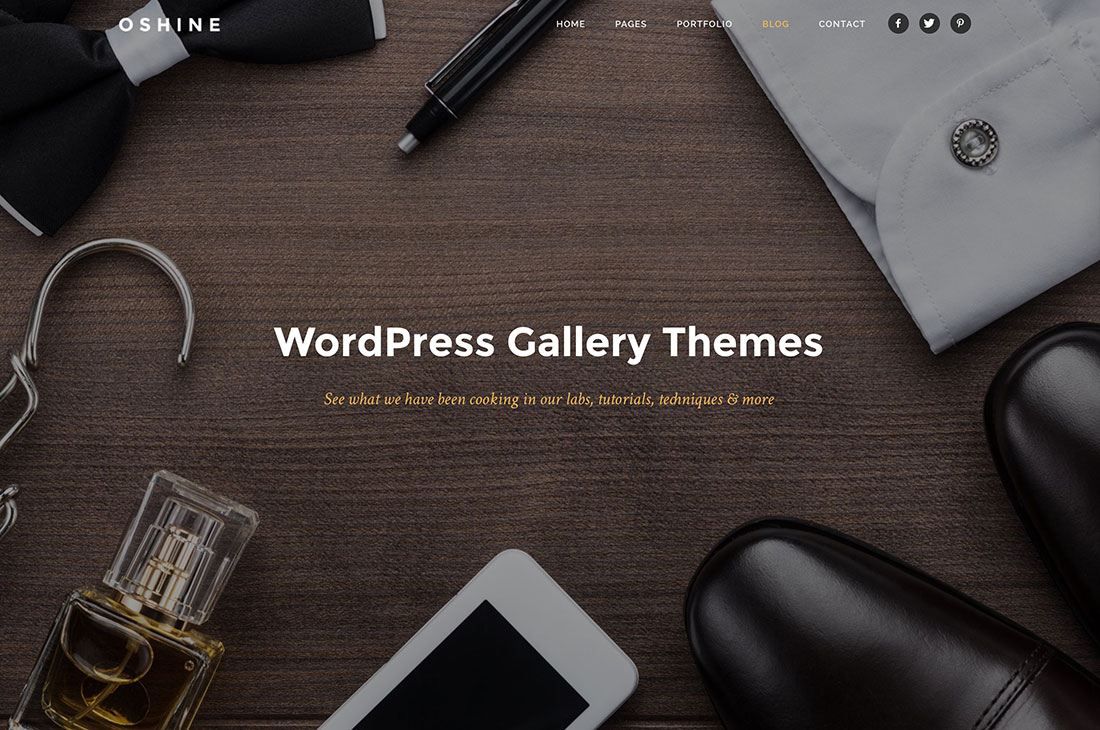 OSHINE HOME PAGES PORTFOLIO BLOG CONTACT
WordPress Gallery Themes
See what we have been cooking in our labs, tutorials, techniques & more